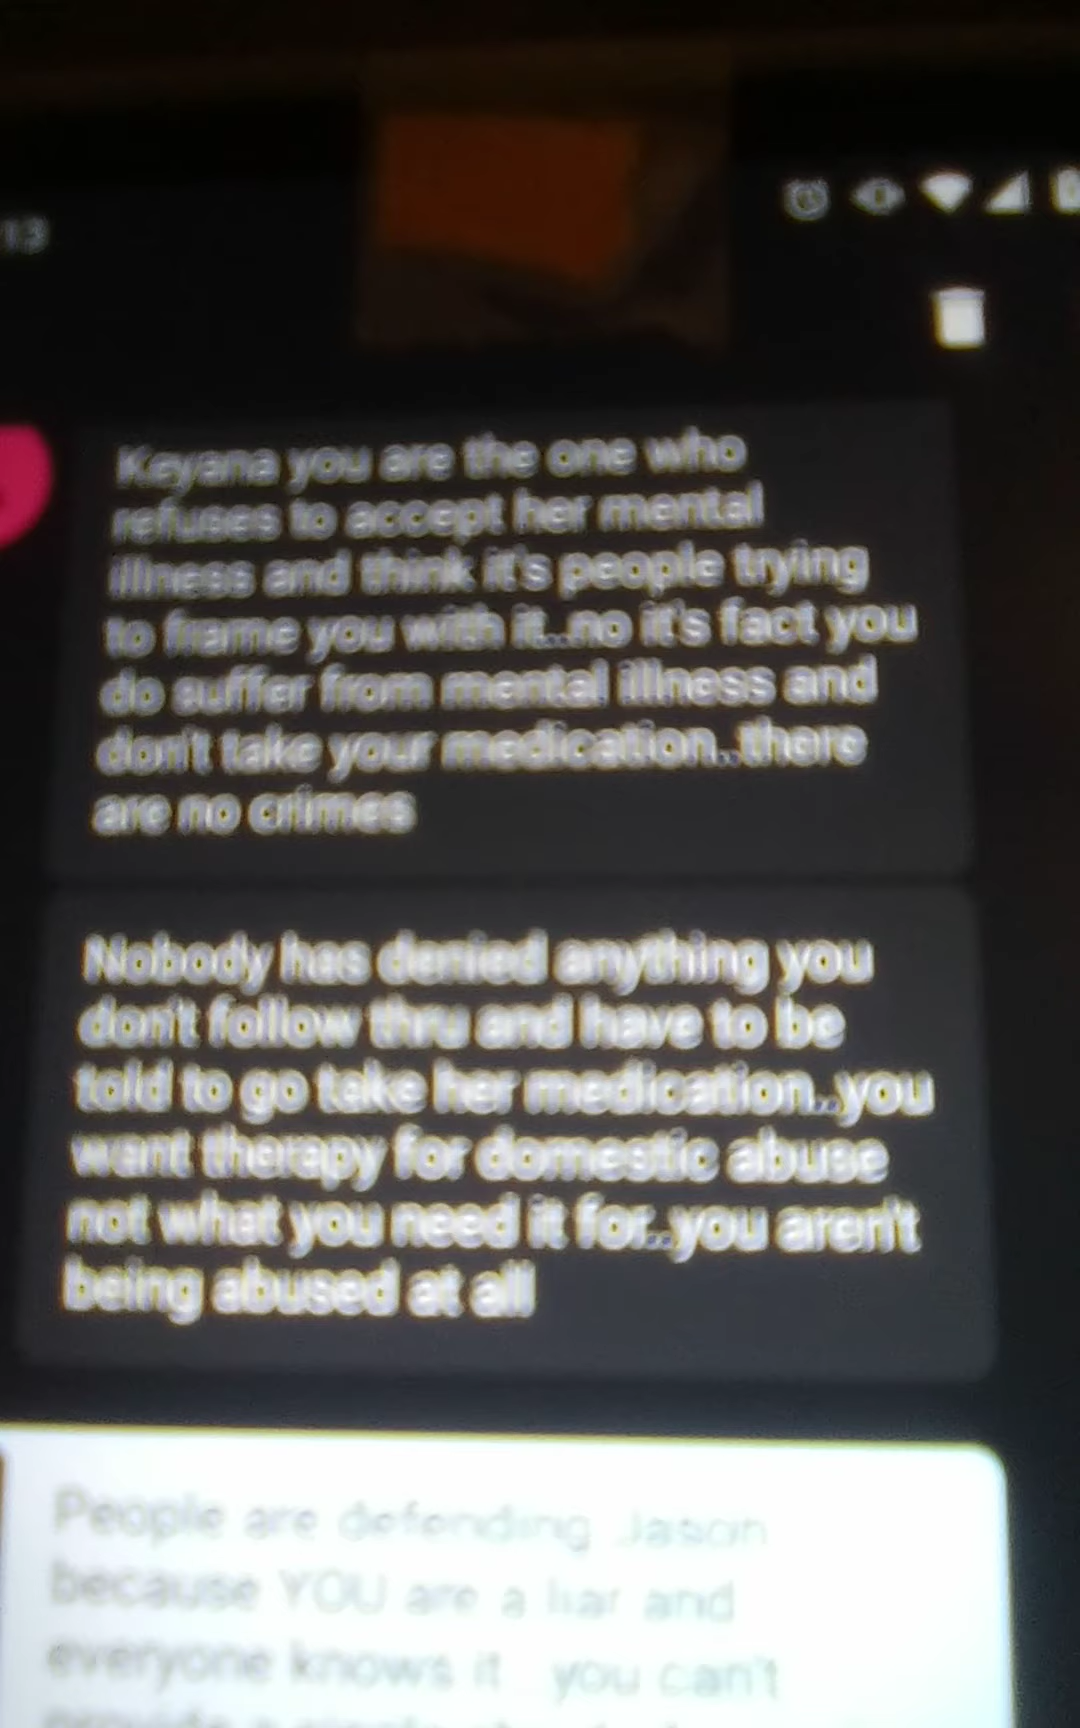 13
Keyana you are the one who
refuses to accept her mental
illness and think it's people trying
to frame you with it...no it's fact you
do suffer from mental illness and
don't take your medication..there
are no crimes
Nobody has denied anything you
don't follow thru and have to be
told to go take her medication..you
want therapy for domestic abuse
not what you need it for..you aren't
being abused at all
People are defending Jason
because YOU are a liar and
everyone knows it you can't